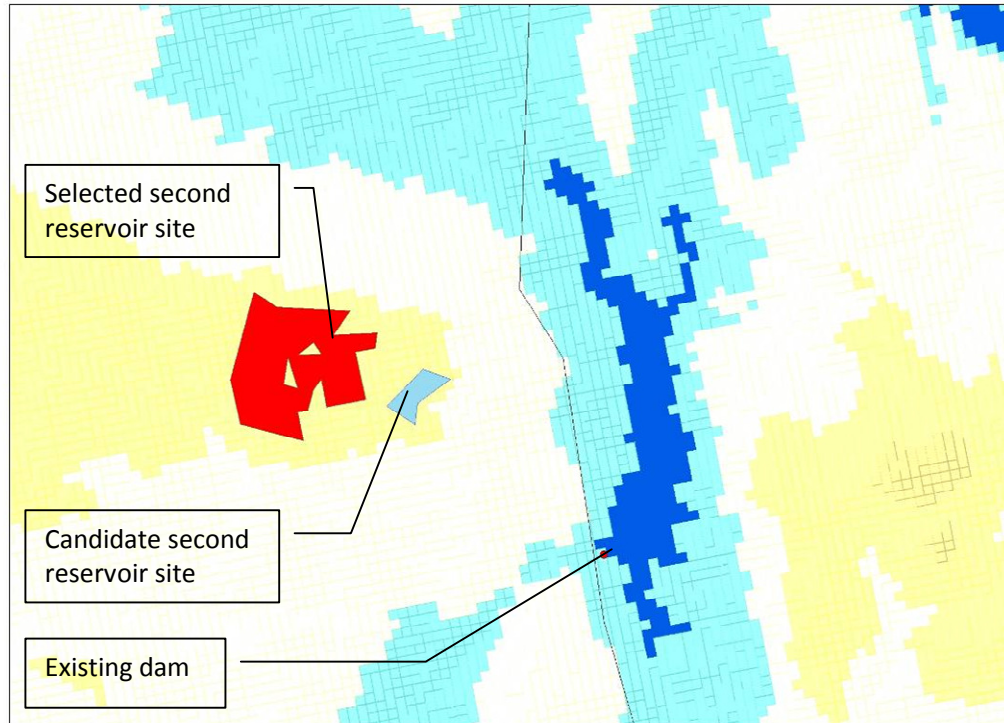 Selected second
reservoir site
Candidate second
reservoir site
Existing dam